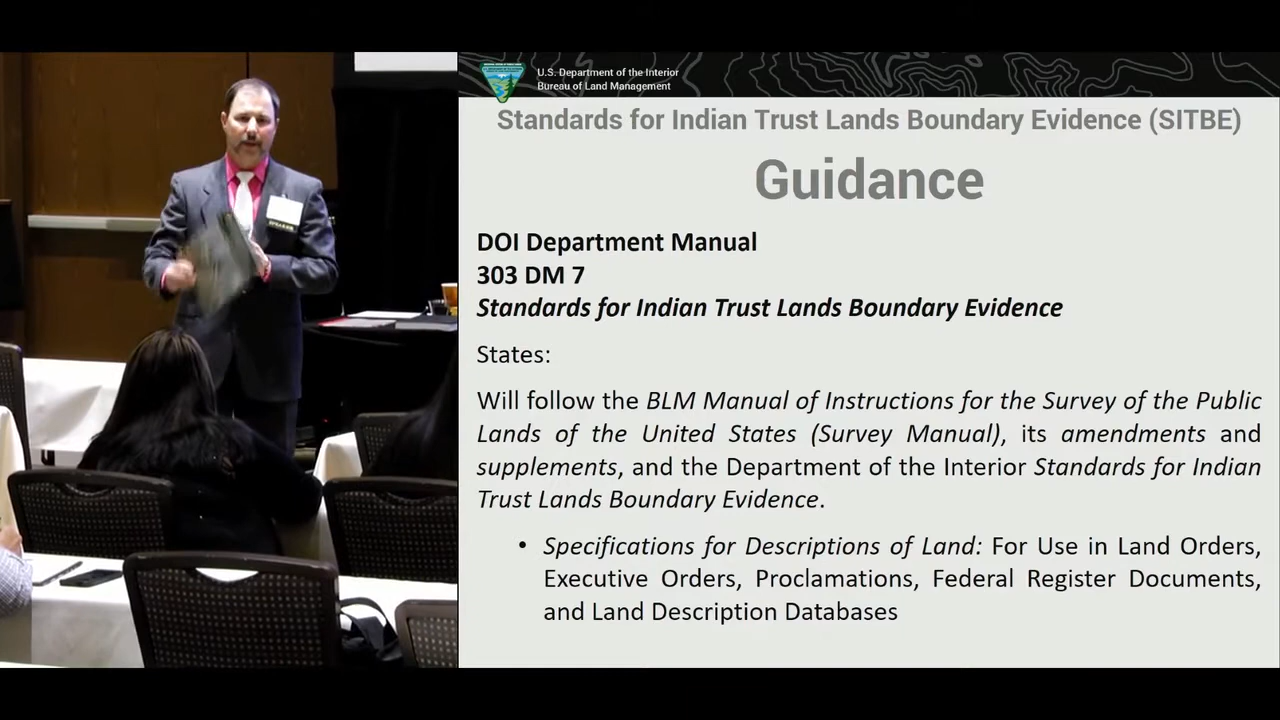 U.S. Department of the Interior
Bureau of Land Management
Standards for Indian Trust Lands Boundary Evidence (SITBE)
Guidance
DOI Department Manual
303 DM 7
Standards for Indian Trust Lands Boundary Evidence
States:
Will follow the BLM Manual of Instructions for the Survey of the Public
Lands of the United States (Survey Manual), its amendments and
supplements, and the Department of the Interior Standards for Indian
Trust Lands Boundary Evidence.
• Specifications for Descriptions of Land: For Use in Land Orders,
Executive Orders, Proclamations, Federal Register Documents,
and Land Description Databases